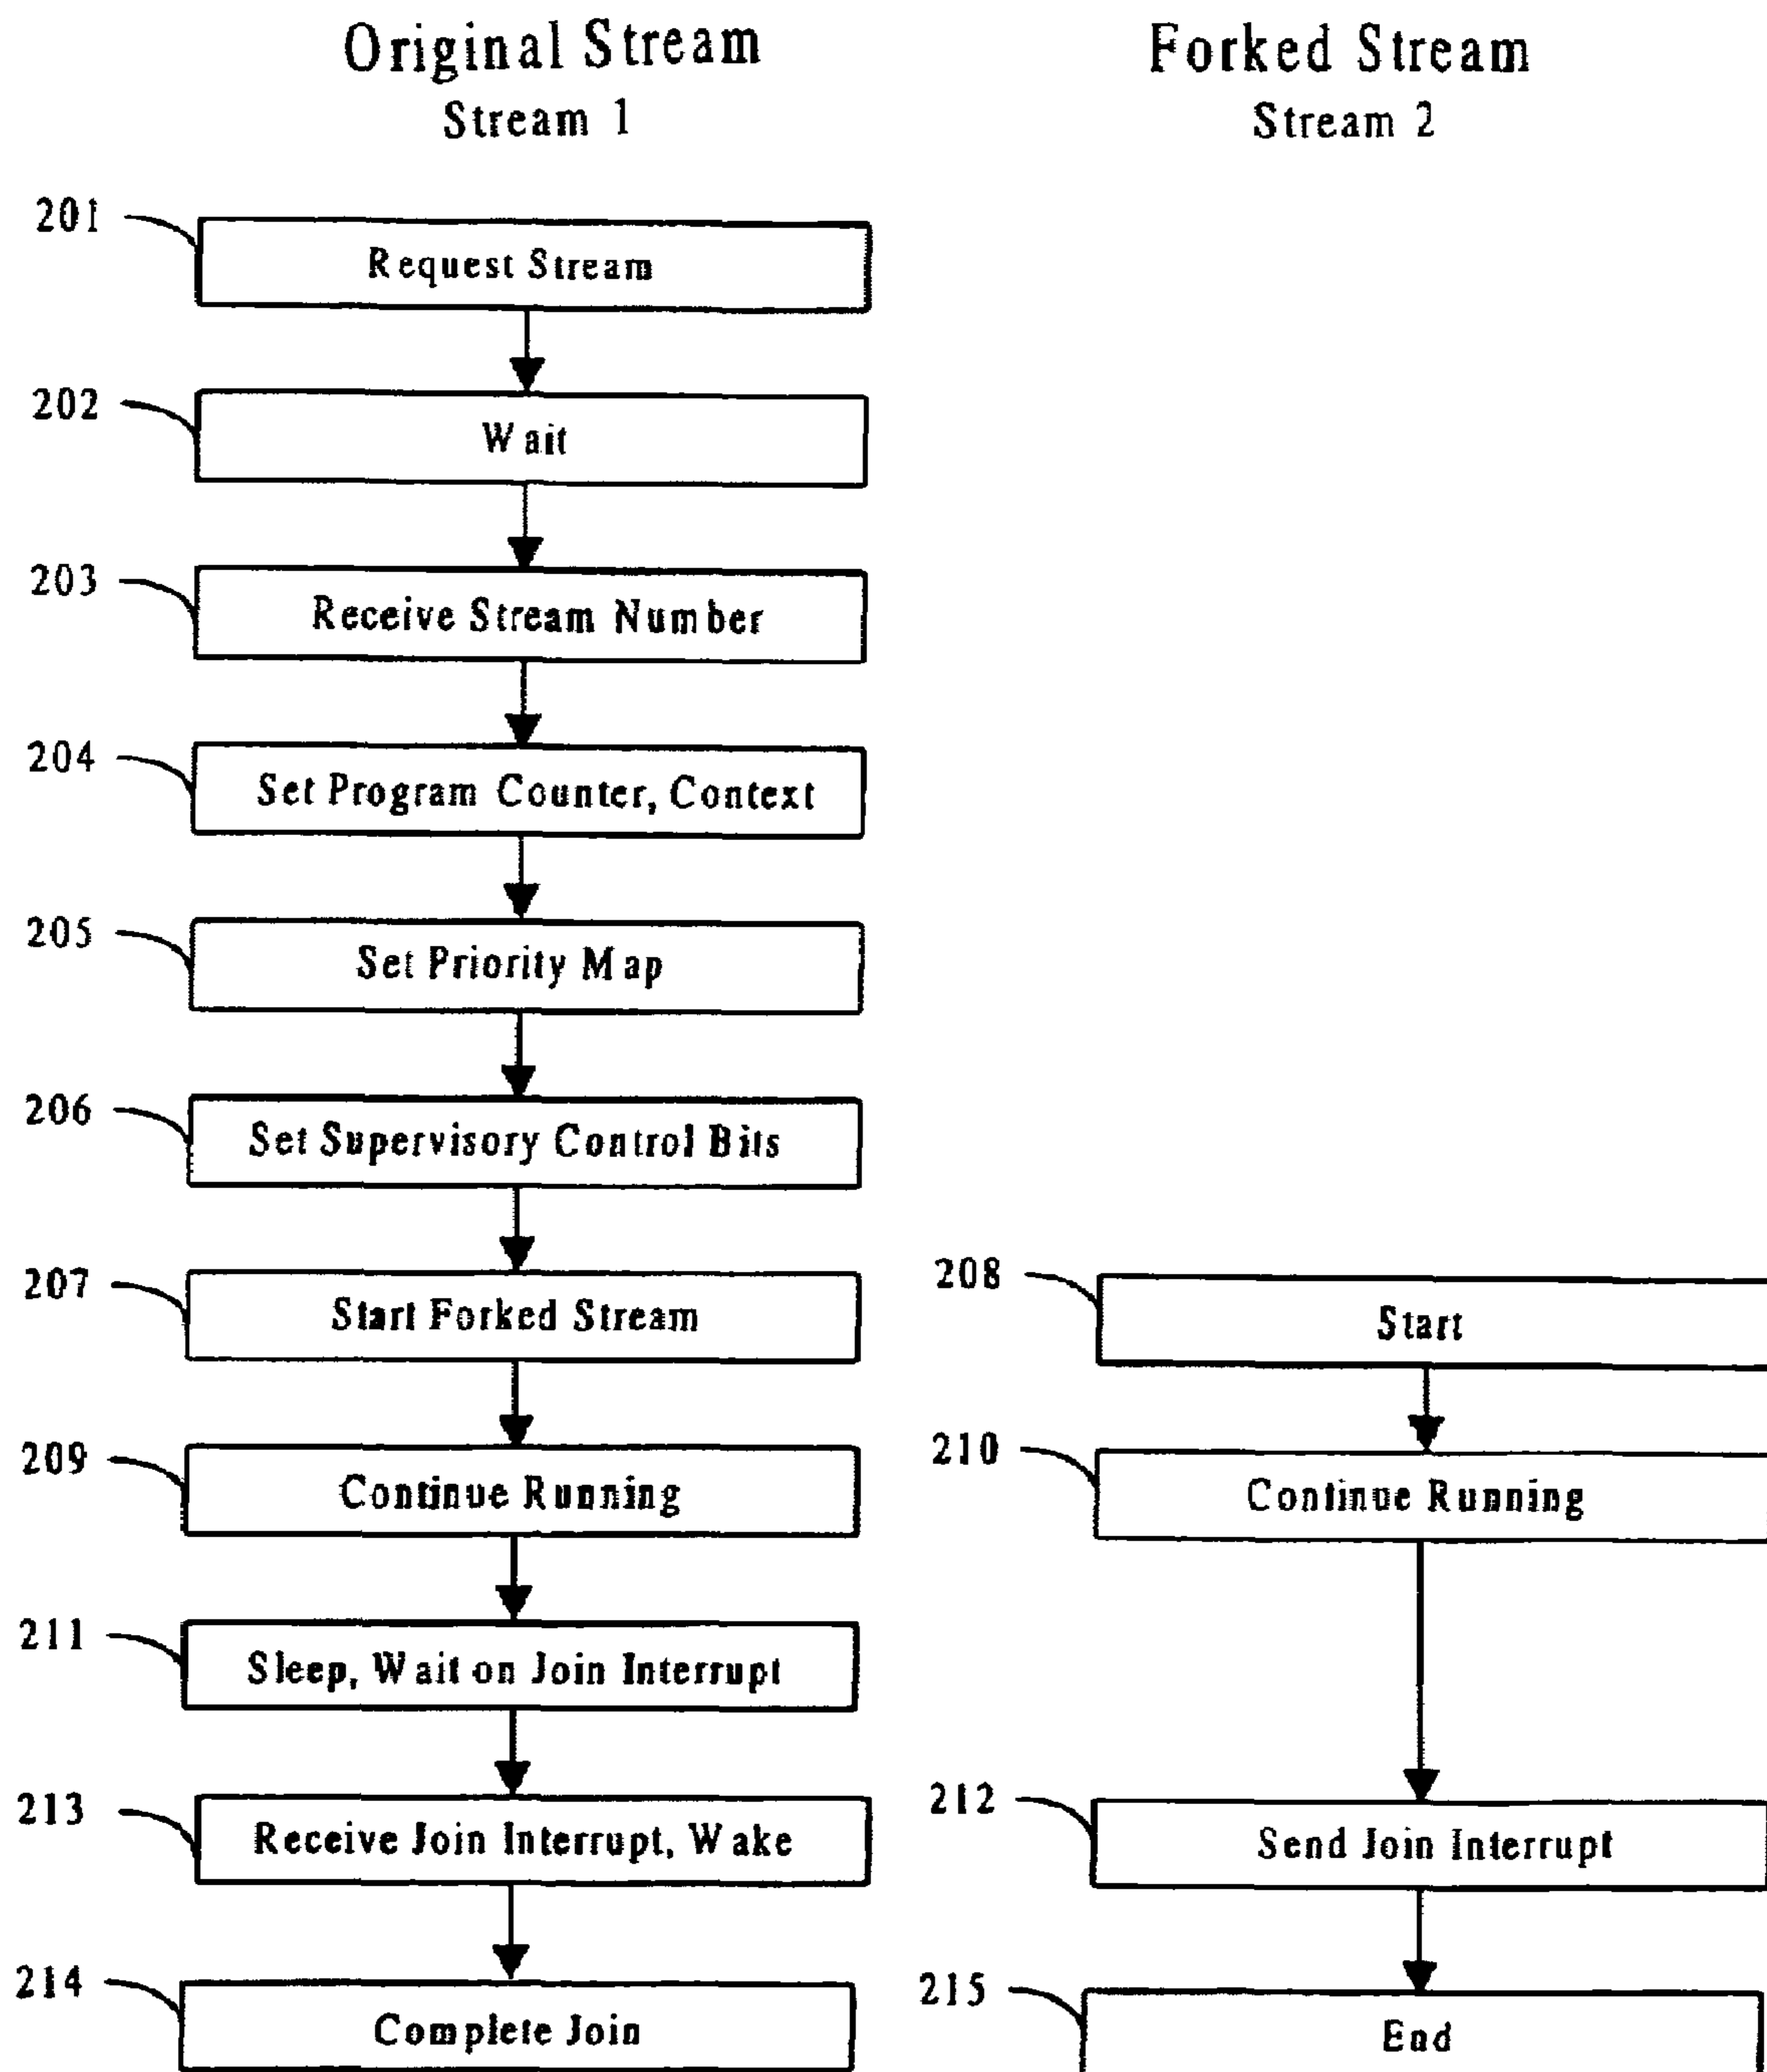 Original Stream
Stream 1
Forked Stream
Stream 2
201
Request Stream
202
Wait
203
Receive Stream Number
204
Set Program Counter, Context
205
Set Priority Map
206
Set Supervisory Control Bits
207
Start Forked Stream
208
Start
209
Continue Running
210
Continue Running
211
Sleep, Wait on Join Interrupt
213
Receive Join Interrupt, Wake
212
Send Join Interrupt
214
Complete Join
215
End